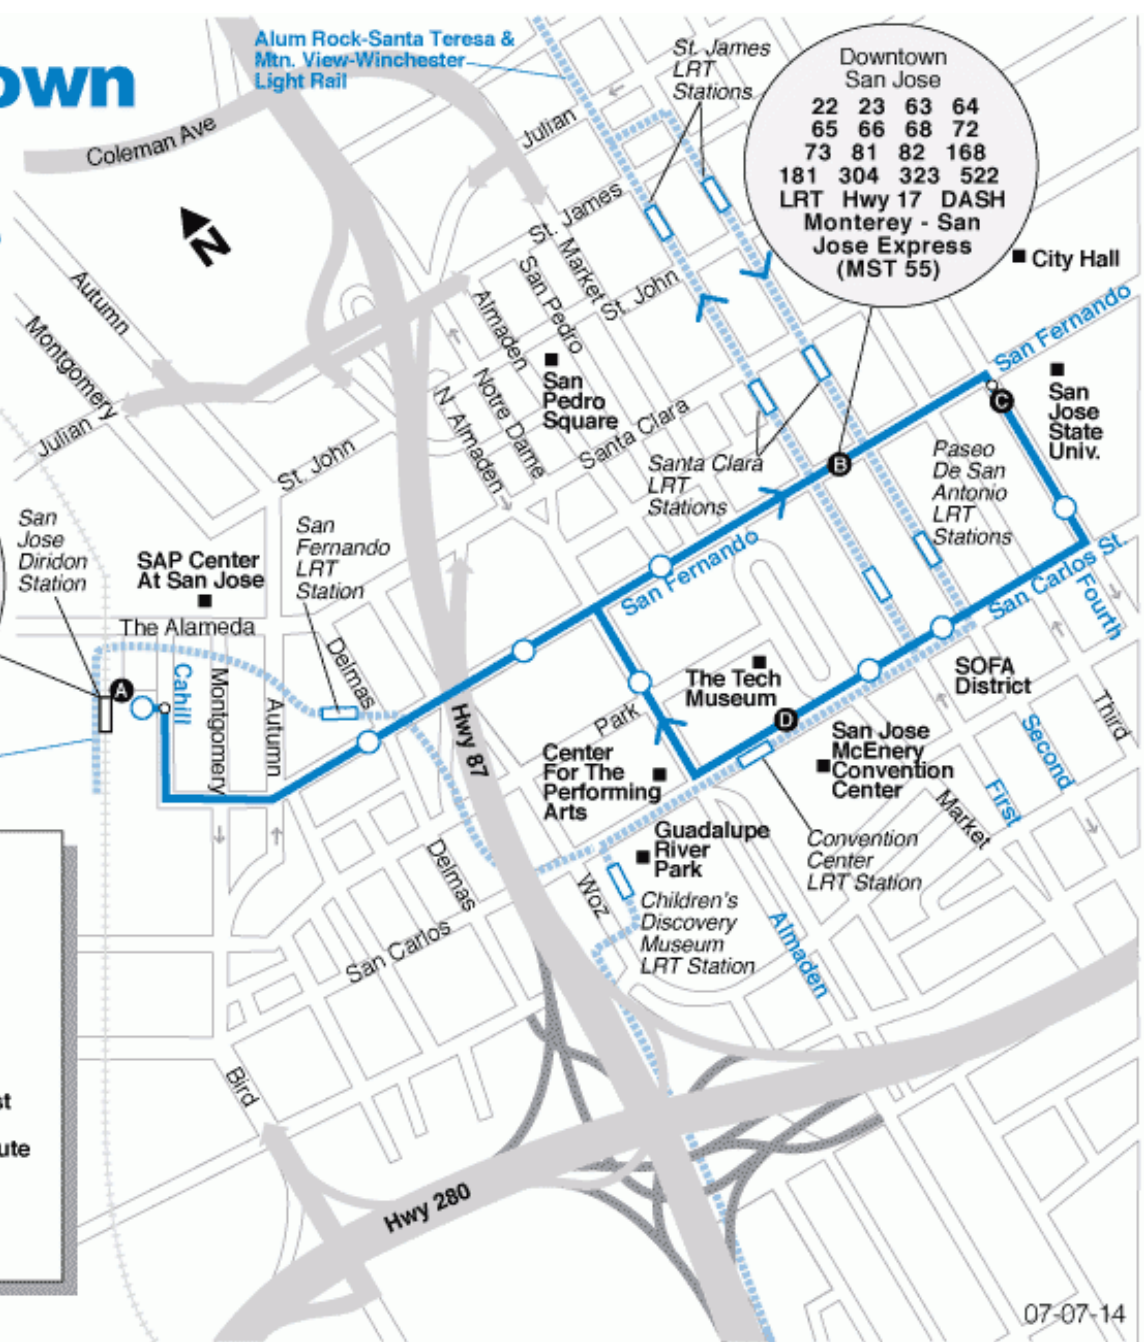 own
Alum Rock-Santa Teresa &
Mtn. View-Winchester
Light Rail
St. James
LRT
Stations
Downtown
San Jose
22 23 63 64
65 66 68 72
73 81 82 168
181 304 323 522
LRT Hwy 17 DASH
Monterey - San
Jose Express
(MST 55)
Coleman Ave
Julian
St. James
N
Market
San Pedro
St. John
City Hall
San Fernando
Autumn
Montgomery
Almaden
Notre Dame
N. Almaden
San
Pedro
Square
Santa Clara
San
Jose
State
Univ.
C
Julian
St. John
Santa Clara
LRT
Stations
B
Paseo
De San
Antonio
LRT
Stations
San
Jose
Diridon
Station
SAP Center
At San Jose
San
Fernando
LRT
Station
San Fernando
San Carlos St.
Fourth
The Alameda
A
Cahill
Montgomery
Autumn
Delmas
Hwy 87
Park
The Tech
Museum
D
SOFA
District
Third
Second
First
Market
Center
For The
Performing
Arts
San Jose
McEnery
Convention
Center
Guadalupe
River
Park
Convention
Center
LRT Station
Delmas
Woz
Children's
Discovery
Museum
LRT Station
Almaden
San Carlos
Bird
st
ute
Hwy 280
07-07-14